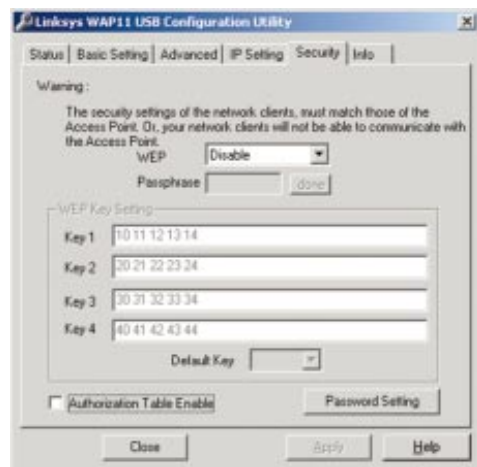 Linksys WAP11 USB Configuration Utility
Status Basic Setting Advanced IP Setting Security Info
Warning :
The security settings of the network clients, must match those of the
Access Point. Or, your network clients will not be able to communicate with
the Access Point.
WEP Disable
Passphrase done
WEP Key Setting
Key 1 10 11 12 13 14
Key 2 20 21 22 23 24
Key 3 30 31 32 33 34
Key 4 40 41 42 43 44
Default Key
Authorization Table Enable Password Setting
Close Apply Help